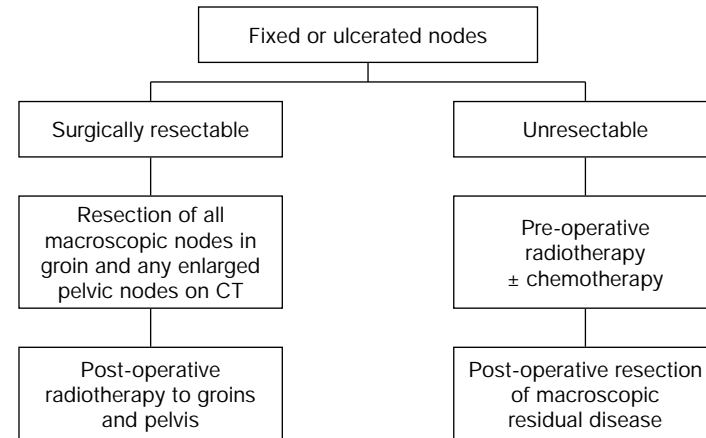 Fixed or ulcerated nodes
Surgically resectable
Unresectable
Resection of all
macroscopic nodes in
groin and any enlarged
pelvic nodes on CT
Pre-operative
radiotherapy
± chemotherapy
Post-operative
radiotherapy to groins
and pelvis
Post-operative resection
of macroscopic
residual disease